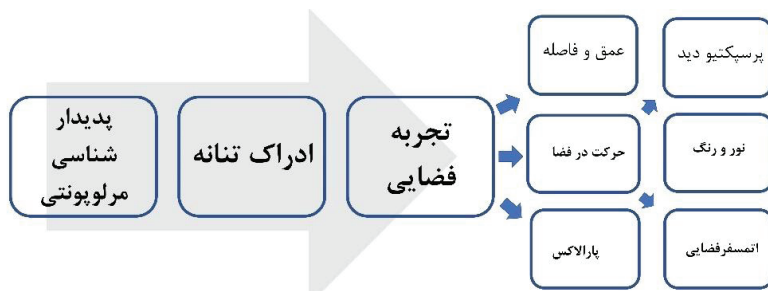 پدیدار
شناسی
مرلوپونتی
ادراک تنانه
تجربه
فضایی
عمق و فاصله
حرکت در فضا
پارالاکس
پرسپکتیو دید
نور و رنگ
اتمسفرفضایی